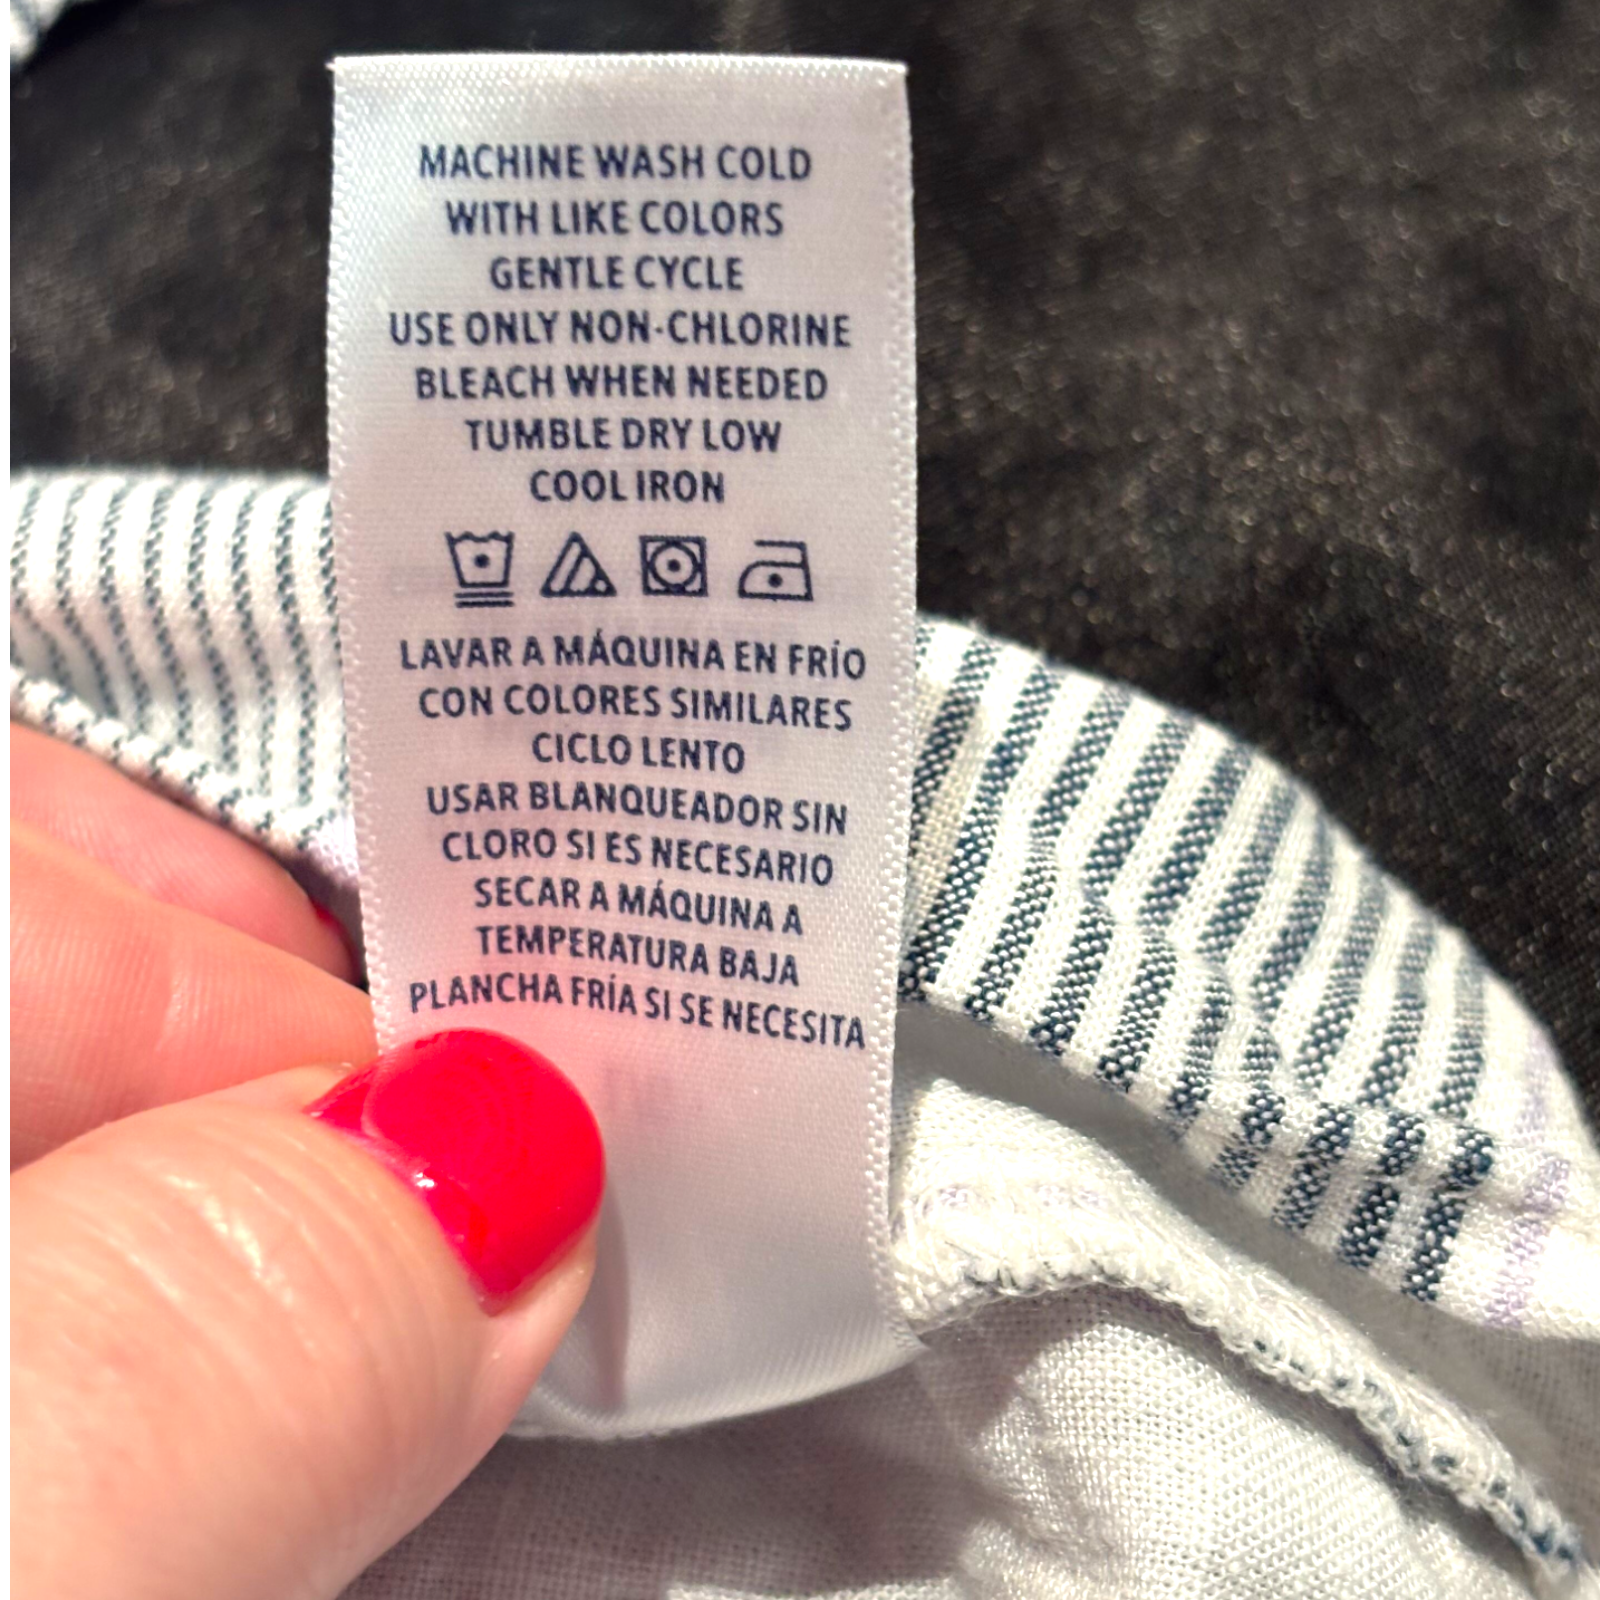 MACHINE WASH COLD
WITH LIKE COLORS
GENTLE CYCLE
USE ONLY NON-CHLORINE
BLEACH WHEN NEEDED
TUMBLE DRY LOW
COOL IRON
LAVAR A MÁQUINA EN FRÍO
CON COLORES SIMILARES
CICLO LENTO
USAR BLANQUEADOR SIN
CLORO SI ES NECESARIO
SECAR A MÁQUINA A
TEMPERATURA BAJA
PLANCHA FRÍA SI SE NECESITA